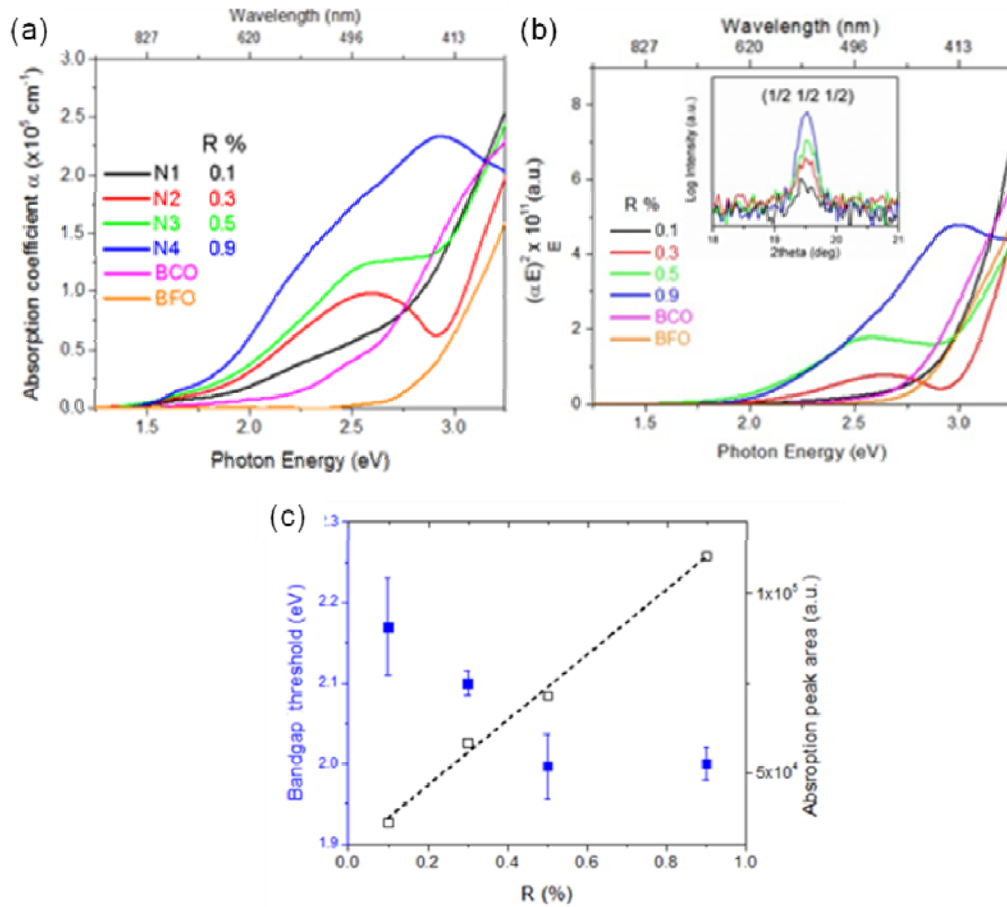 (a)
Wavelength (nm)
827 620 496 413
Absorption coefficient α (x10⁵ cm⁻¹)
3.0
2.5
2.0
1.5
1.0
0.5
0.0
R %
N1 0.1
N2 0.3
N3 0.5
N4 0.9
BCO
BFO
1.5 2.0 2.5 3.0
Photon Energy (eV)
(b)
Wavelength (nm)
827 620 496 413
(α E)² x 10¹¹ (a.u.)
E
8
6
4
2
0
R %
0.1
0.3
0.5
0.9
BCO
BFO
(1/2 1/2 1/2)
Log Intensity (a.u.)
18 19 20 21
2theta (deg)
1.5 2.0 2.5 3.0
Photon Energy (eV)
(c)
Bandgap threshold (eV)
2.3
2.2
2.1
2.0
1.9
Absroption peak area (a.u.)
1x10⁵
5x10⁴
0.0 0.2 0.4 0.6 0.8 1.0
R (%)